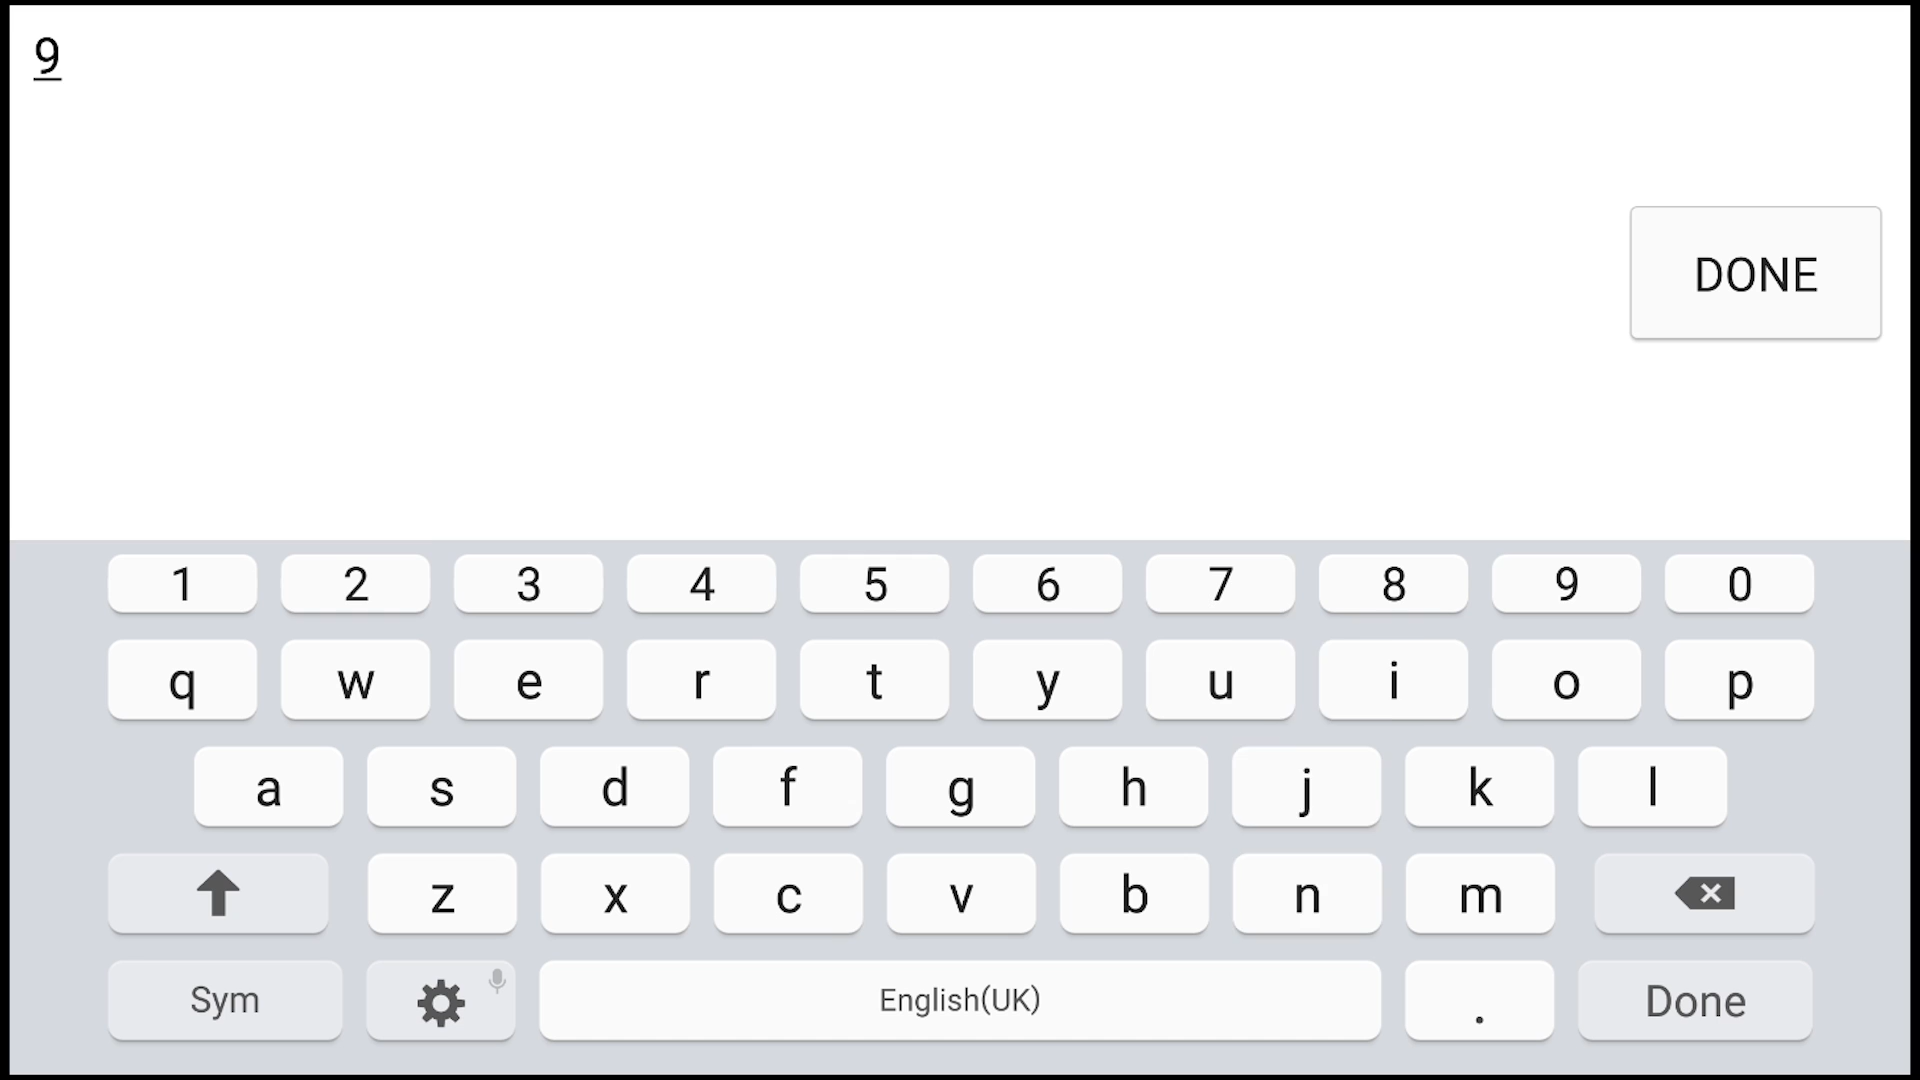 9
DONE
1 2 3 4 5 6 7 8 9 0
q w e r t y u i o p
a s d f g h j k l
z x c v b n m
Sym English(UK) . Done